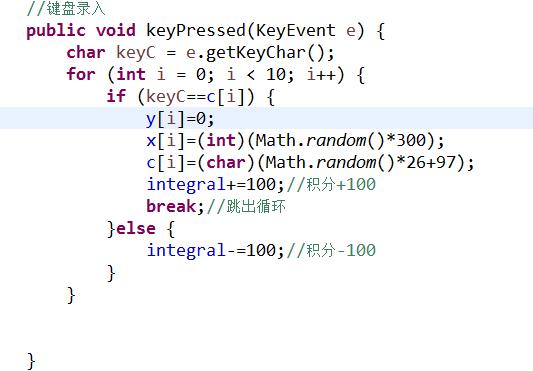 //键盘录入
public void keyPressed(KeyEvent e) {
char keyC = e.getKeyChar();
for (int i = 0; i < 10; i++) {
if (keyC==c[i]) {
y[i]=0;
x[i]=(int)(Math.random()*300);
c[i]=(char)(Math.random()*26+97);
integral+=100;//积分+100
break;//跳出循环
}else {
integral-=100;//积分-100
}
}
}